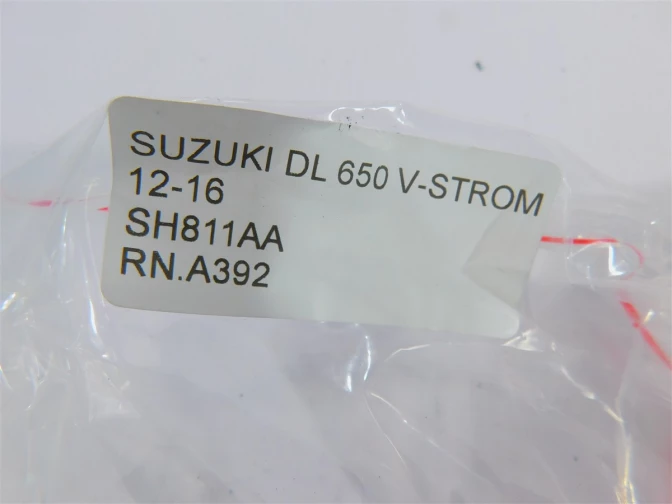 SUZUKI DL 650 V-STROM
12-16
SH811AA
RN.A392